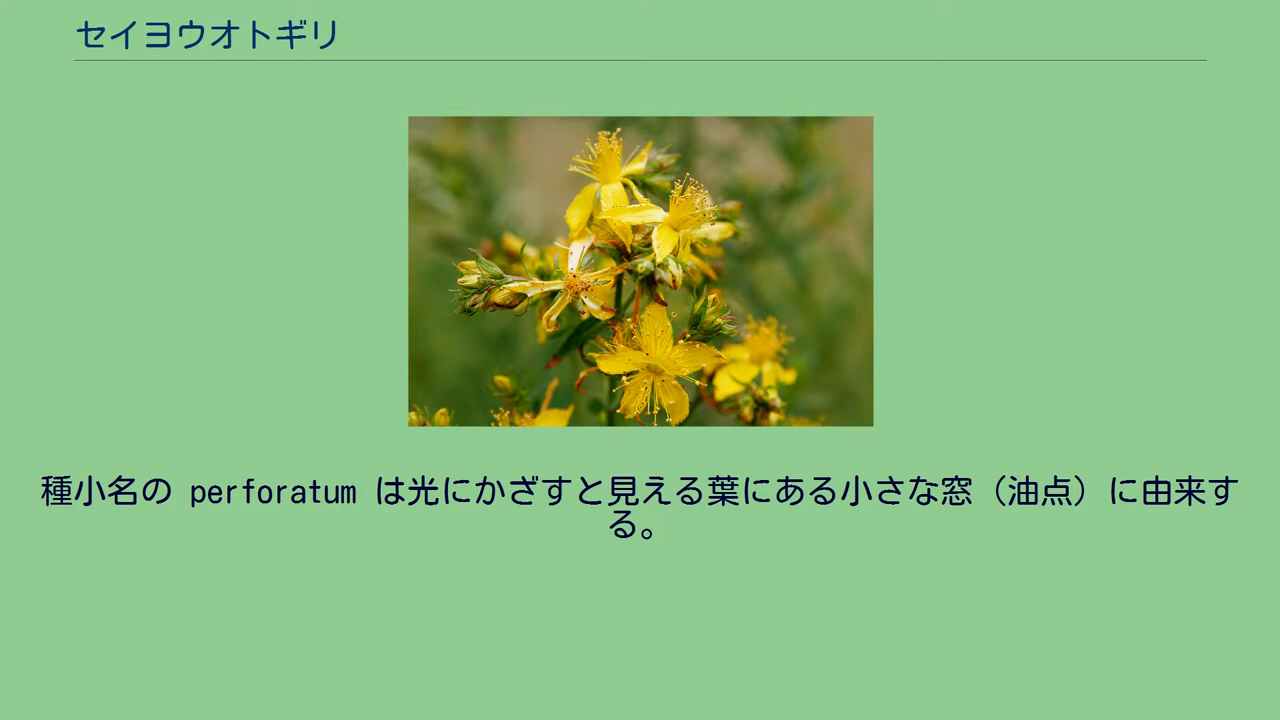 セイヨウオトギリ
種小名の perforatum は光にかざすと見える葉にある小さな窓（油点）に由来す
る。